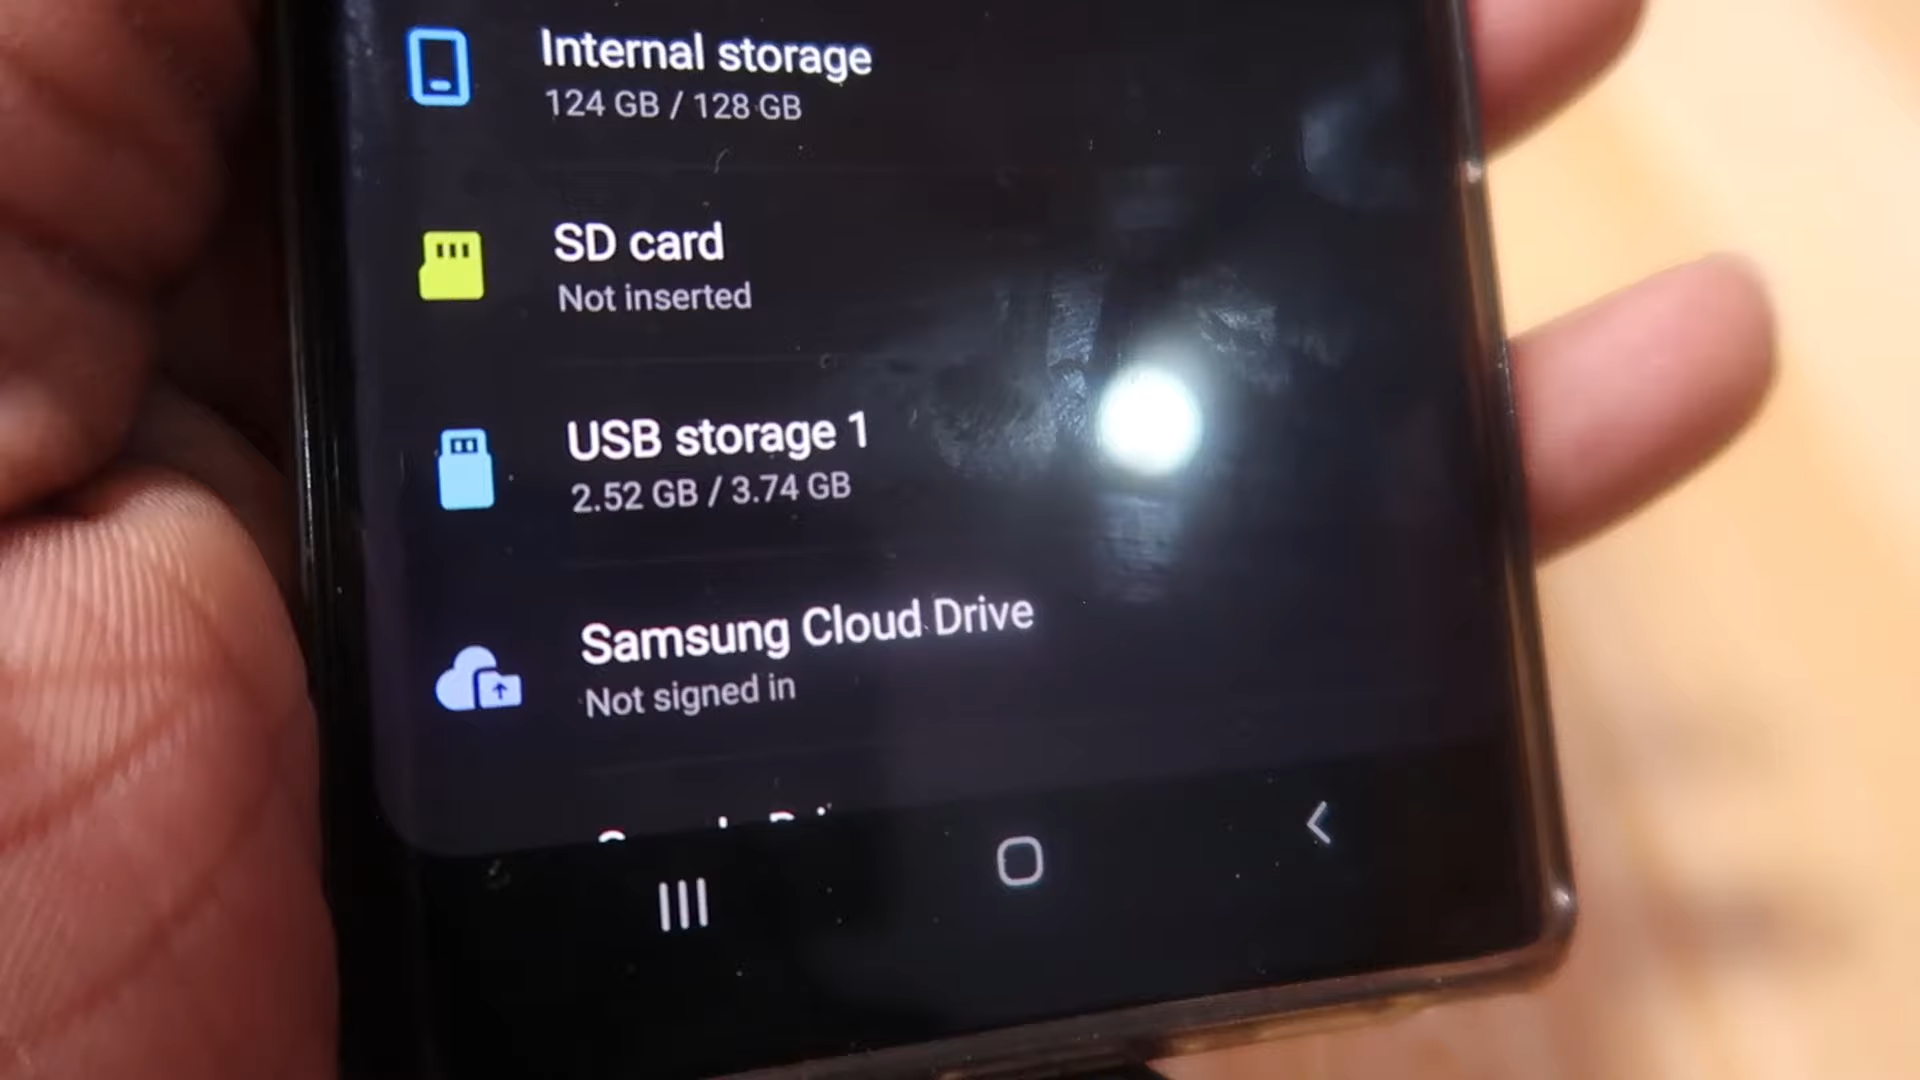 Internal storage
124 GB / 128 GB
SD card
Not inserted
USB storage 1
2.52 GB / 3.74 GB
Samsung Cloud Drive
Not signed in